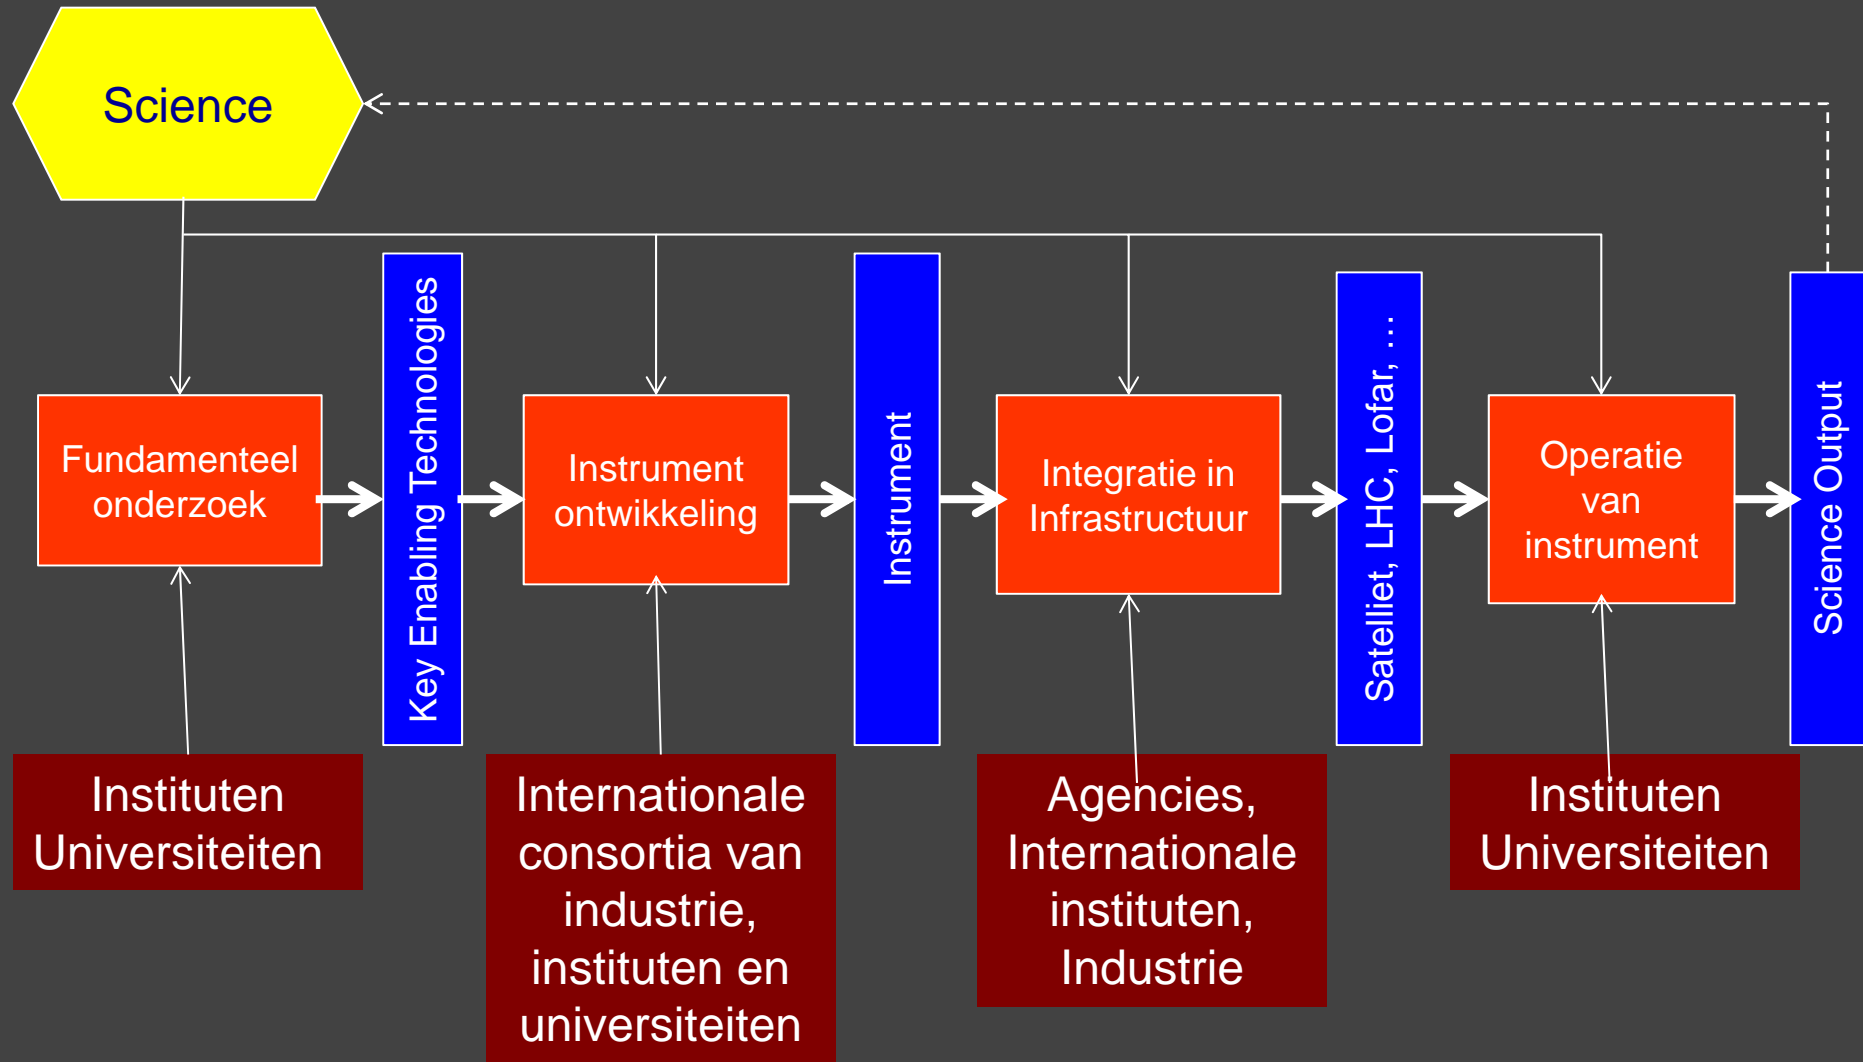 Science
Fundamenteel
onderzoek
Key Enabling Technologies
Instrument
ontwikkeling
Instrument
Integratie in
Infrastructuur
Satelliet, LHC, Lofar, …
Operatie
van
instrument
Science Output
Instituten
Universiteiten
Internationale
consortia van
industrie,
instituten en
universiteiten
Agencies,
Internationale
instituten,
Industrie
Instituten
Universiteiten